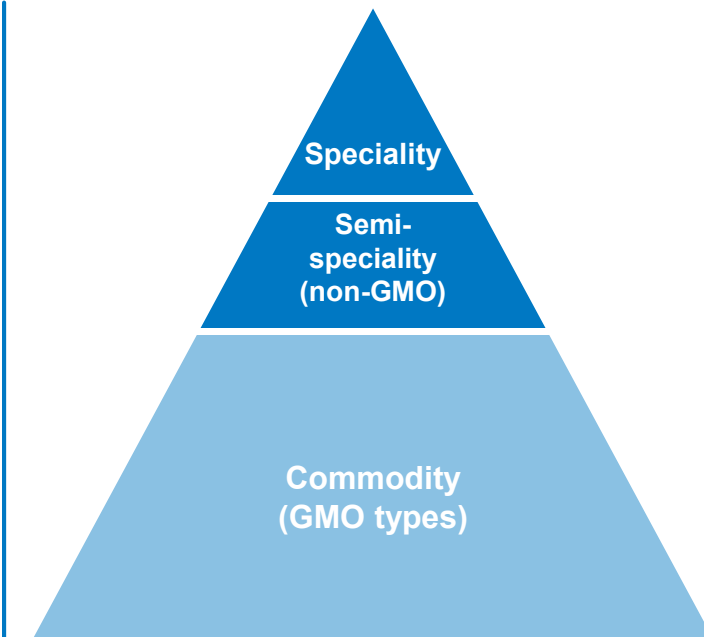 Speciality
Semi-
speciality
(non-GMO)
Commodity
(GMO types)